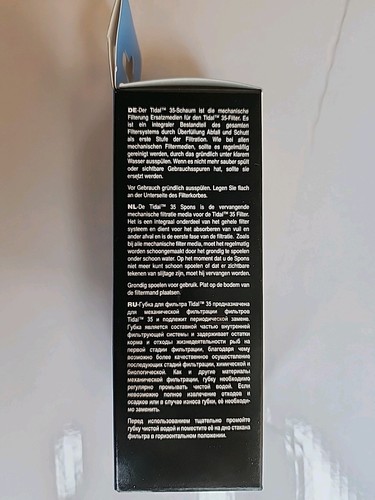 DE-Der Tidal™ 35-Schaum ist die mechanische
Filterung Ersatzmedien für den Tidal™ 35-Filter. Es
ist ein integraler Bestandteil des gesamten
Filtersystems durch Überfüllung Abfall und Schutt
als erste Stufe der Filtration. Wie bei allen
mechanischen Filtermedien, sollte es regelmäßig
gereinigt werden, durch das gründlich unter klarem
Wasser ausspülen. Wenn es nicht mehr sauber spült
oder sichtbare Gebrauchsspuren hat, sollte es
ersetzt werden.
Vor Gebrauch gründlich ausspülen. Legen Sie flach
an der Unterseite des Filterkorbes.
NL-De Tidal™ 35 Spons is de vervangende
mechanische filtratie media voor de Tidal™ 35 Filter.
Het is een integraal onderdeel van het gehele filter
systeem en dient voor het absorberen van vuil en
ander afval en is de eerste fase van de filtratie. Zoals
bij alle mechanische filter media, moet het regelmatig
worden schoongemaakt door het grondig te spoelen
onder schoon water. Op het moment dat u de Spons
niet meer kunt schoon spoelen of dat er zichtbare
tekenen van slijtage zijn, moet hij vervangen worden.
Grondig spoelen voor gebruik. Plat op de bodem van
de filtermand plaatsen.
RU-Губка для фильтра Tidal™ 35 предназначена
для механической фильтрации фильтров
Tidal™ 35 и подлежит периодической замене.
Губка является составной частью внутренней
фильтрующей системы и задерживает остатки
корма и отходы жизнедеятельности рыб на
первой стадии фильтрации, благодаря чему
возможно более качественное осуществление
последующих стадий фильтрации, химической и
биологической. Как и другие материалы
механической фильтрации, губку необходимо
регулярно промывать чистой водой. Если
невозможно полное извлечение отходов и
осадков или в случае износа губки, её необходи-
мо заменить.
Перед использованием тщательно промойте
губку чистой водой и поместите её на дно стакана
фильтра в горизонтальном положении.